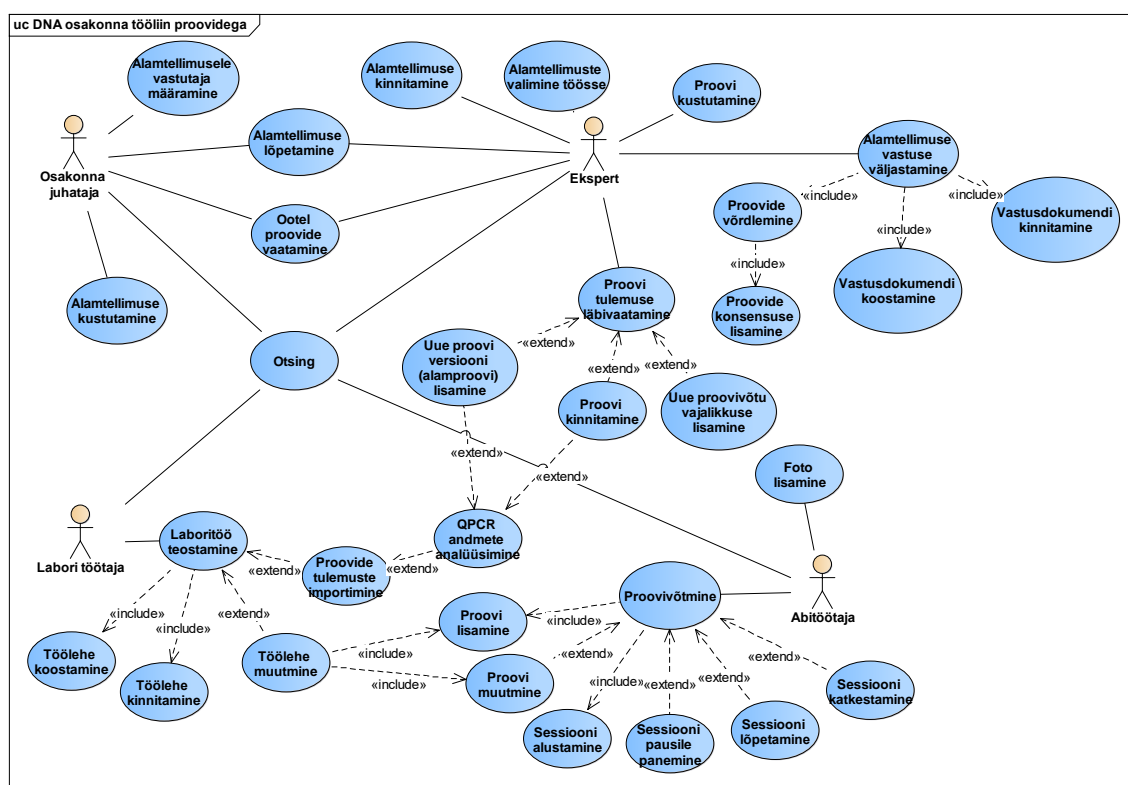 uc DNA osakonna tööliin proovidega
Alamtellimusele
vastutaja
määramine
Alamtellimuse
kinnitamine
Alamtellimuste
valimine töösse
Proovi
kustutamine
Osakonna
juhataja
Alamtellimuse
lõpetamine
Ekspert
Alamtellimuse
vastuse
väljastamine
Ootel
proovide
vaatamine
Proovide
võrdlemine
«include»
«include»
«include»
Vastusdokumendi
kinnitamine
Vastusdokumendi
koostamine
«include»
Proovide
konsensuse
lisamine
Alamtellimuse
kustutamine
Proovi
tulemuse
läbivaatamine
Otsing
Uue proovi
versiooni
(alamproovi)
lisamine
«extend»
«extend»
«extend»
Proovi
kinnitamine
Uue proovivõtu
vajalikkuse
lisamine
«extend»
«extend»
Foto
lisamine
Labori töötaja
Laboritöö
teostamine
«extend»
Proovide
tulemuste
importimine
«extend»
QPCR
andmete
analüüsimine
Abitöötaja
Proovivõtmine
«include»
«include»
«extend»
Töölehe
koostamine
Töölehe
kinnitamine
Töölehe
muutmine
«include»
«include»
Proovi
lisamine
«include»
Proovi
muutmine
«extend»
«include»
«extend»
«extend»
«extend»
Sessiooni
alustamine
Sessiooni
pausile
panemine
Sessiooni
lõpetamine
Sessiooni
katkestamine